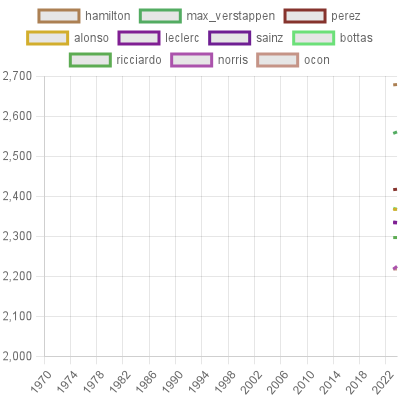 hamilton max_verstappen perez
alonso leclerc sainz bottas
ricciardo norris ocon
2,700
2,600
2,500
2,400
2,300
2,200
2,100
2,000
1970 1974 1978 1982 1986 1990 1994 1998 2002 2006 2010 2014 2018 2022